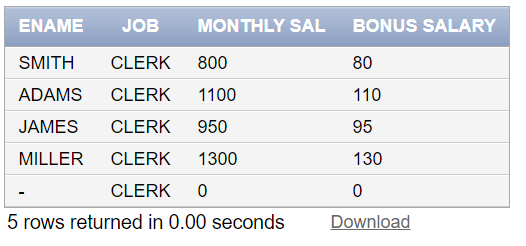 ENAME JOB MONTHLY SAL BONUS SALARY
SMITH CLERK 800 80
ADAMS CLERK 1100 110
JAMES CLERK 950 95
MILLER CLERK 1300 130
- CLERK 0 0
5 rows returned in 0.00 seconds Download